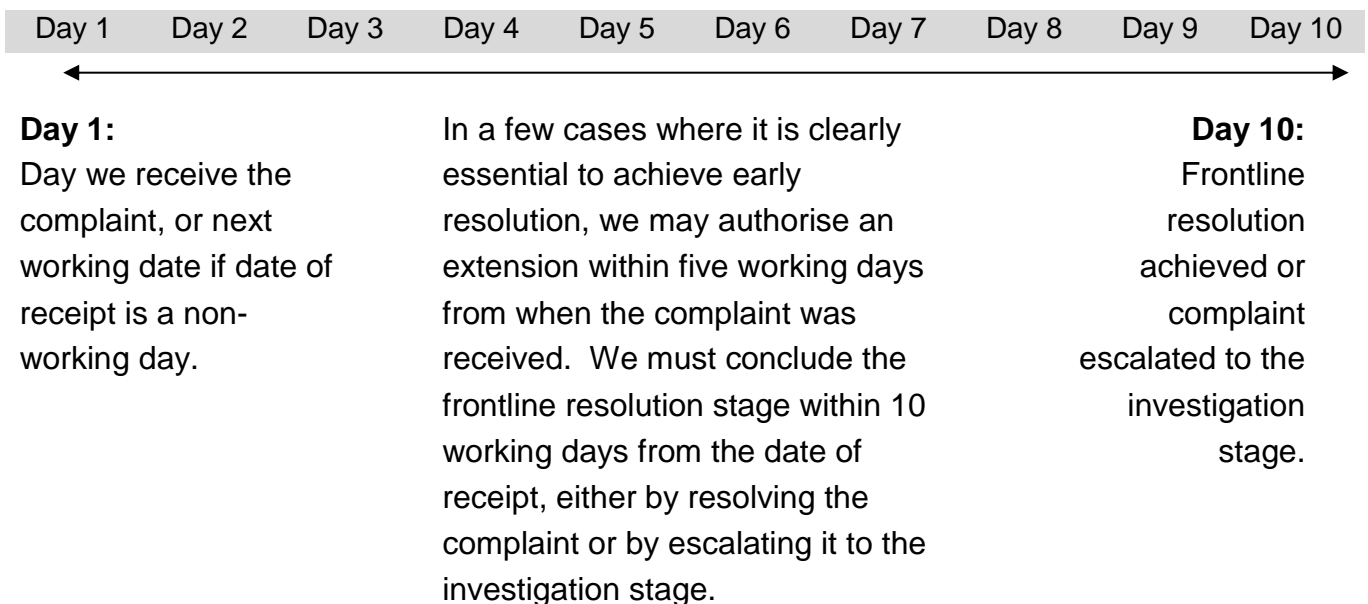 Day 1 Day 2 Day 3 Day 4 Day 5 Day 6 Day 7 Day 8 Day 9 Day 10
Day 1:
Day we receive the
complaint, or next
working date if date of
receipt is a non-
working day.
In a few cases where it is clearly
essential to achieve early
resolution, we may authorise an
extension within five working days
from when the complaint was
received.  We must conclude the
frontline resolution stage within 10
working days from the date of
receipt, either by resolving the
complaint or by escalating it to the
investigation stage.
Day 10:
Frontline
resolution
achieved or
complaint
escalated to the
investigation
stage.